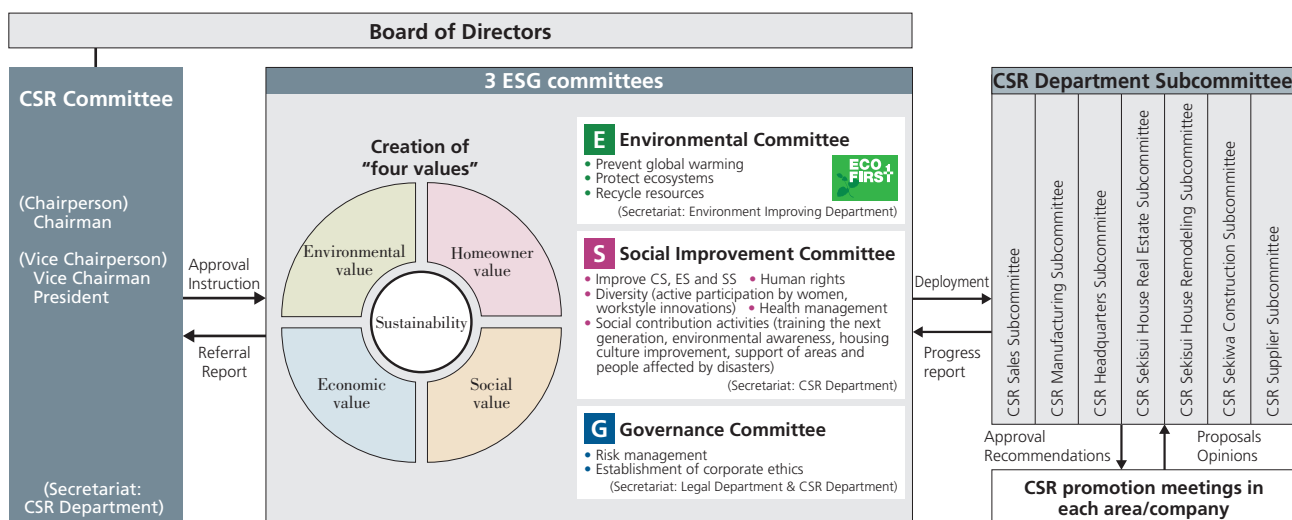 Board of Directors
CSR Committee
(Chairperson)
Chairman
(Vice Chairperson)
Vice Chairman
President
(Secretariat:
CSR Department)
Approval
Instruction
Referral
Report
3 ESG committees
Creation of
"four values"
Environmental
value
Homeowner
value
Sustainability
Economic
value
Social
value
E Environmental Committee
• Prevent global warming
• Protect ecosystems
• Recycle resources
ECO
FIRST
(Secretariat: Environment Improving Department)
S Social Improvement Committee
• Improve CS, ES and SS • Human rights
• Diversity (active participation by women,
workstyle innovations) • Health management
• Social contribution activities (training the next
generation, environmental awareness, housing
culture improvement, support of areas and
people affected by disasters)
(Secretariat: CSR Department)
G Governance Committee
• Risk management
• Establishment of corporate ethics
(Secretariat: Legal Department & CSR Department)
Deployment
Progress
report
CSR Department Subcommittee
CSR Sales Subcommittee
CSR Manufacturing Subcommittee
CSR Headquarters Subcommittee
CSR Sekisui House Real Estate Subcommittee
CSR Sekisui House Remodeling Subcommittee
CSR Sekiwa Construction Subcommittee
CSR Supplier Subcommittee
Approval
Recommendations
Proposals
Opinions
CSR promotion meetings in
each area/company